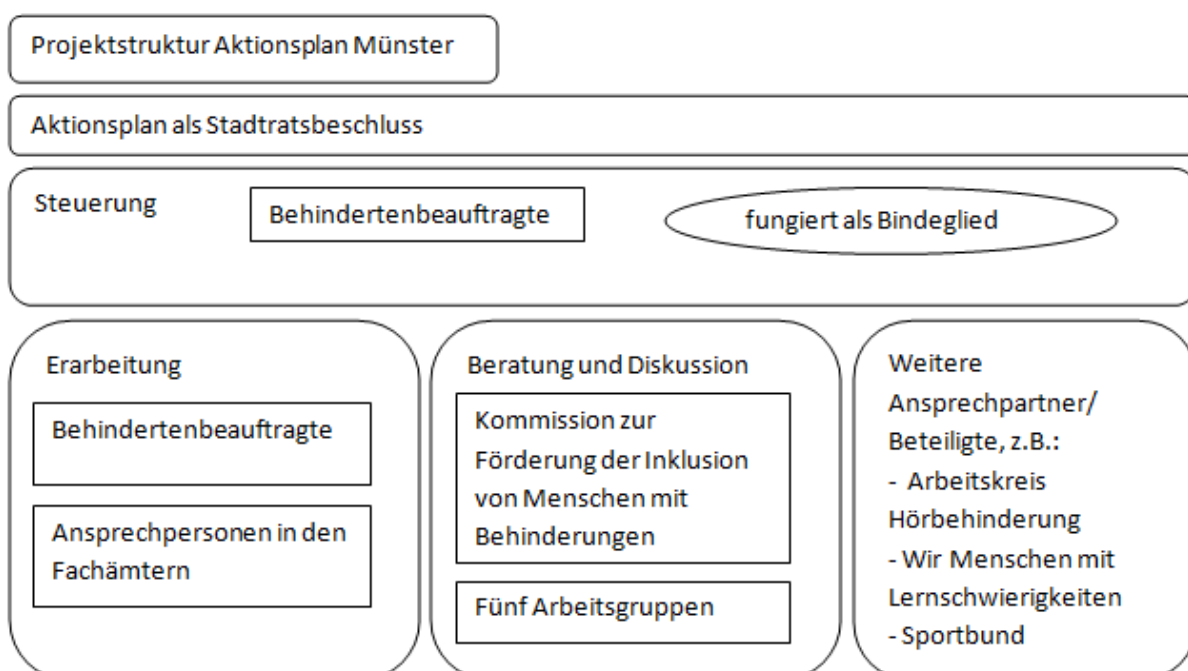 Projektstruktur Aktionsplan Münster
Aktionsplan als Stadtratsbeschluss
Steuerung
Behindertenbeauftragte
fungiert als Bindeglied
Erarbeitung
Behindertenbeauftragte
Ansprechpersonen in den
Fachämtern
Beratung und Diskussion
Kommission zur
Förderung der Inklusion
von Menschen mit
Behinderungen
Fünf Arbeitsgruppen
Weitere
Ansprechpartner/
Beteiligte, z.B.:
- Arbeitskreis
Hörbehinderung
- Wir Menschen mit
Lernschwierigkeiten
- Sportbund